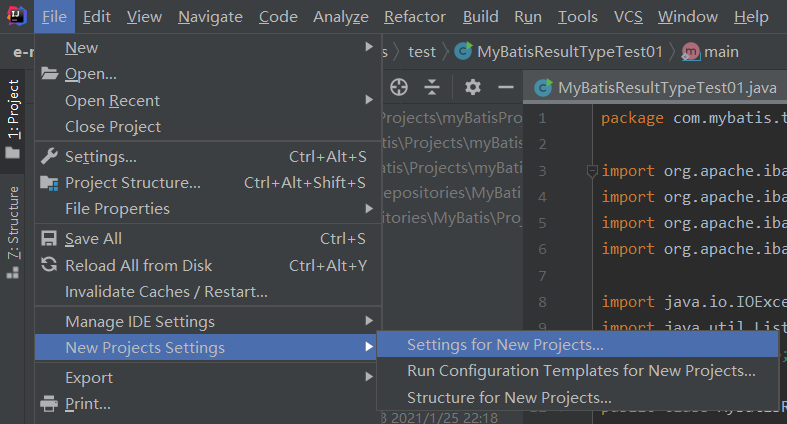 File Edit View Navigate Code Analyze Refactor Build Run Tools VCS Window Help
test MyBatisResultTypeTest01 main
1: Project
Z: Structure
New
Open...
Open Recent
Close Project
Settings... Ctrl+Alt+S
Project Structure... Ctrl+Alt+Shift+S
File Properties
Save All Ctrl+S
Reload All from Disk Ctrl+Alt+Y
Invalidate Caches / Restart...
Manage IDE Settings
New Projects Settings
Export
Print...
Settings for New Projects...
Run Configuration Templates for New Projects...
Structure for New Projects...
2021/1/25 22:18
Projects\myBatisPro
tis\Projects\myBati
epositories\MyBatis
tories\MyBatis\Proj
MyBatisResultTypeTest01.java
1 package com.mybatis.t
2
3 import org.apache.iba
4 import org.apache.iba
5 import org.apache.iba
6 import org.apache.iba
7
8 import java.io.IOExce
9 import java.util.List